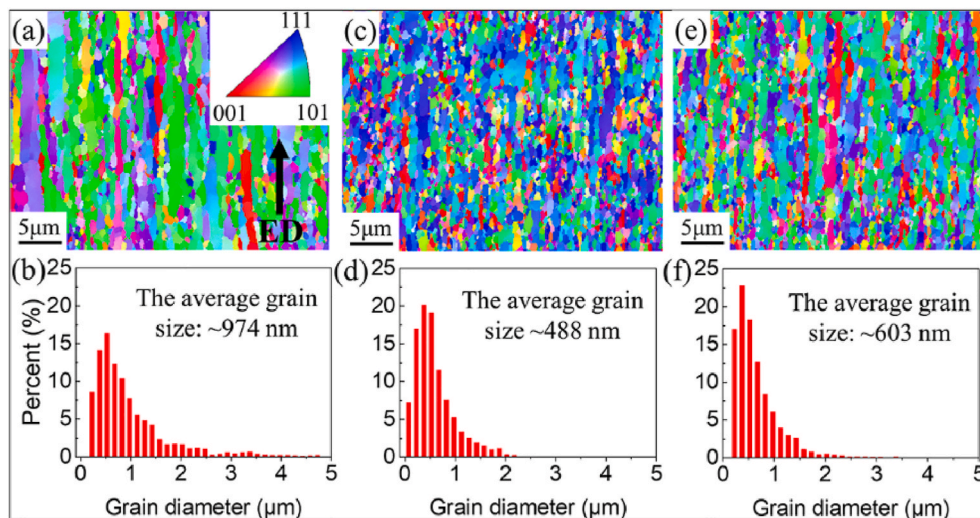 (a)
111
001
101
ED
5μm
(c)
5μm
(e)
5μm
(b)
25
20
15
10
5
0
Percent (%)
The average grain
size: ~974 nm
0 1 2 3 4 5
Grain diameter (μm)
(d)
25
20
15
10
5
0
The average grain
size ~488 nm
0 1 2 3 4 5
Grain diameter (μm)
(f)
25
20
15
10
5
0
The average grain
size: ~603 nm
0 1 2 3 4 5
Grain diameter (μm)